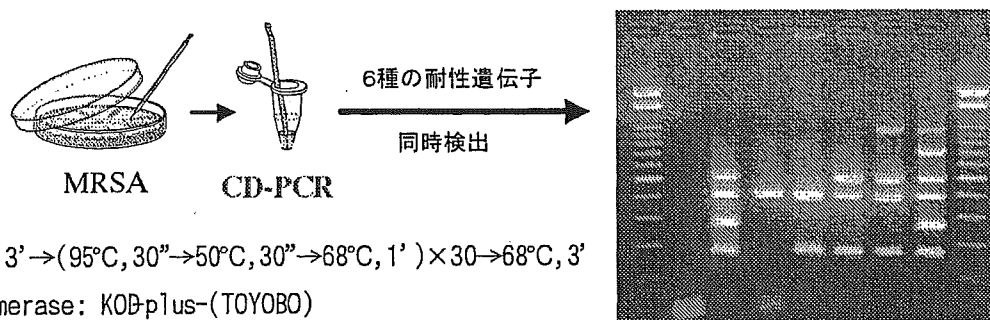 6種の耐性遺伝子
同時検出
MRSA
CD-PCR
3'→(95°C,30"→50°C,30"→68°C,1')×30→68°C,3'
merase: KOD-plus-(TOYOBO)